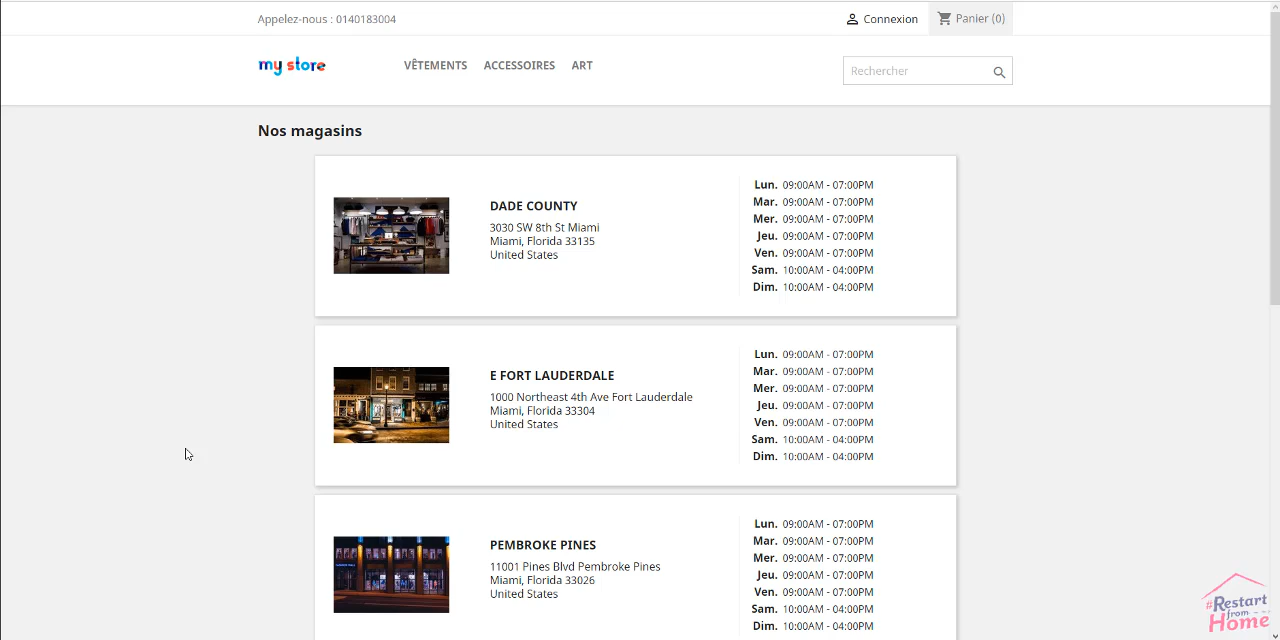 Appelez-nous : 0140183004
Connexion
Panier (0)
my store
VÊTEMENTS
ACCESSOIRES
ART
Rechercher
Nos magasins
DADE COUNTY
3030 SW 8th St Miami
Miami, Florida 33135
United States
Lun. 09:00AM - 07:00PM
Mar. 09:00AM - 07:00PM
Mer. 09:00AM - 07:00PM
Jeu. 09:00AM - 07:00PM
Ven. 09:00AM - 07:00PM
Sam. 10:00AM - 04:00PM
Dim. 10:00AM - 04:00PM
E FORT LAUDERDALE
1000 Northeast 4th Ave Fort Lauderdale
Miami, Florida 33304
United States
Lun. 09:00AM - 07:00PM
Mar. 09:00AM - 07:00PM
Mer. 09:00AM - 07:00PM
Jeu. 09:00AM - 07:00PM
Ven. 09:00AM - 07:00PM
Sam. 10:00AM - 04:00PM
Dim. 10:00AM - 04:00PM
PEMBROKE PINES
11001 Pines Blvd Pembroke Pines
Miami, Florida 33026
United States
Lun. 09:00AM - 07:00PM
Mar. 09:00AM - 07:00PM
Mer. 09:00AM - 07:00PM
Jeu. 09:00AM - 07:00PM
Ven. 09:00AM - 07:00PM
Sam. 10:00AM - 04:00PM
Dim. 10:00AM - 04:00PM
#Restart
from
Home